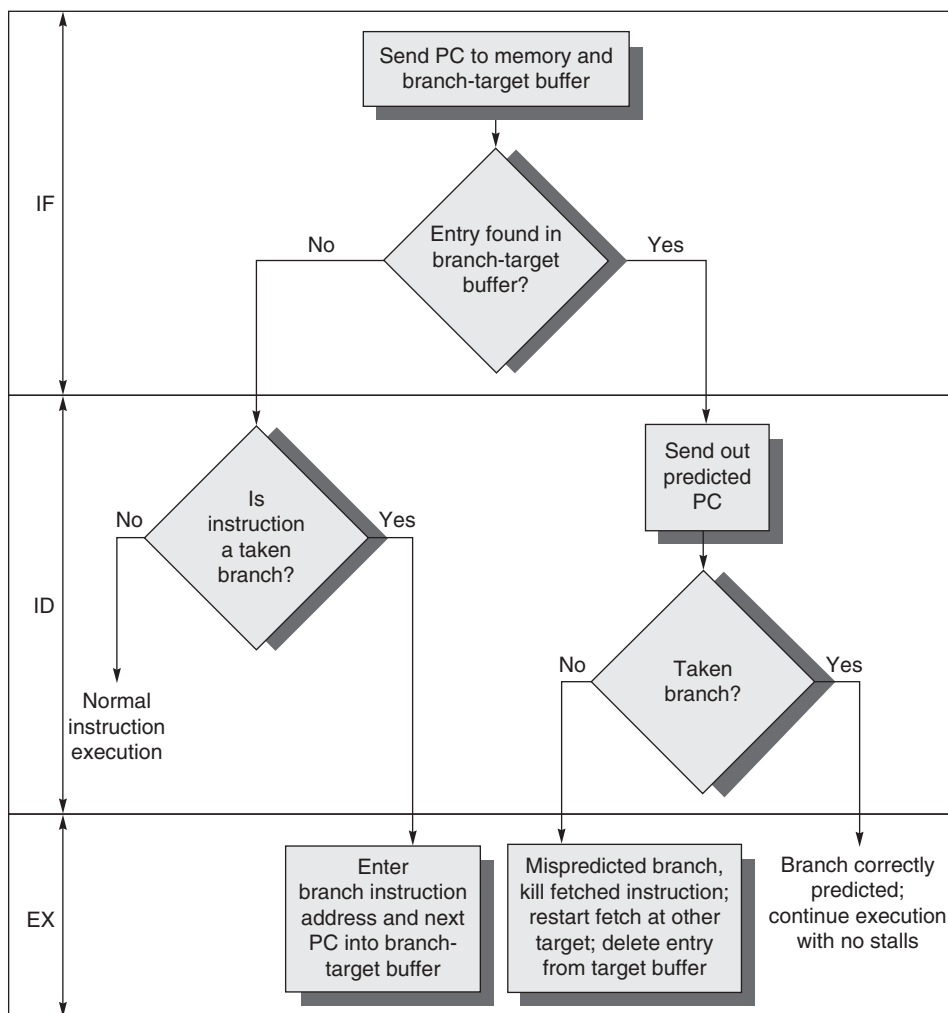 Send PC to memory and
branch-target buffer
IF
No
Entry found in
branch-target
buffer?
Yes
ID
No
Is
instruction
a taken
branch?
Yes
Send out
predicted
PC
Normal
instruction
execution
No
Taken
branch?
Yes
EX
Enter
branch instruction
address and next
PC into branch-
target buffer
Mispredicted branch,
kill fetched instruction;
restart fetch at other
target; delete entry
from target buffer
Branch correctly
predicted;
continue execution
with no stalls